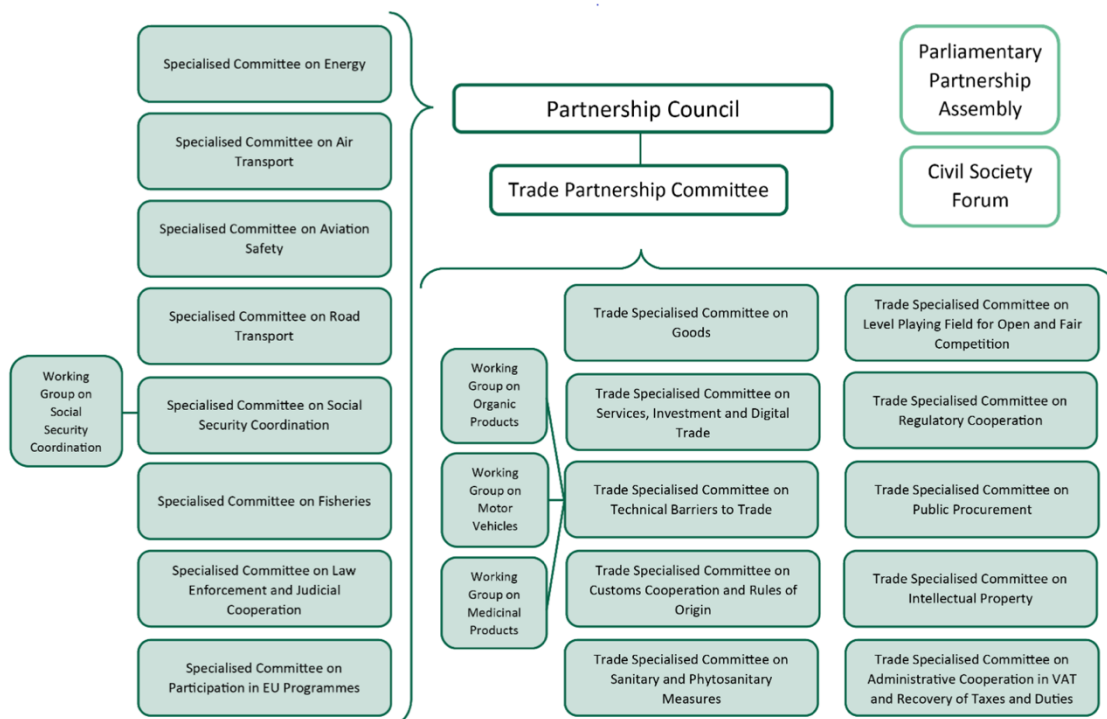 Specialised Committee on Energy
Specialised Committee on Air
Transport
Specialised Committee on Aviation
Safety
Specialised Committee on Road
Transport
Working
Group on
Social
Security
Coordination
Specialised Committee on Social
Security Coordination
Specialised Committee on Fisheries
Specialised Committee on Law
Enforcement and Judicial
Cooperation
Specialised Committee on
Participation in EU Programmes
Partnership Council
Trade Partnership Committee
Parliamentary
Partnership
Assembly
Civil Society
Forum
Working
Group on
Organic
Products
Working
Group on
Motor
Vehicles
Working
Group on
Medicinal
Products
Trade Specialised Committee on
Goods
Trade Specialised Committee on
Services, Investment and Digital
Trade
Trade Specialised Committee on
Technical Barriers to Trade
Trade Specialised Committee on
Customs Cooperation and Rules of
Origin
Trade Specialised Committee on
Sanitary and Phytosanitary
Measures
Trade Specialised Committee on
Level Playing Field for Open and Fair
Competition
Trade Specialised Committee on
Regulatory Cooperation
Trade Specialised Committee on
Public Procurement
Trade Specialised Committee on
Intellectual Property
Trade Specialised Committee on
Administrative Cooperation in VAT
and Recovery of Taxes and Duties